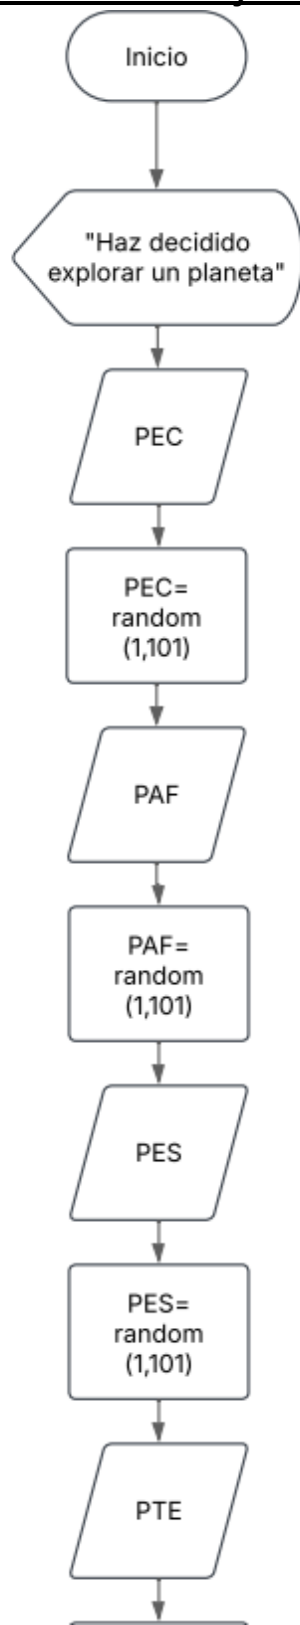 Inicio
"Haz decidido
explorar un planeta"
PEC
PEC=
random
(1,101)
PAF
PAF=
random
(1,101)
PES
PES=
random
(1,101)
PTE